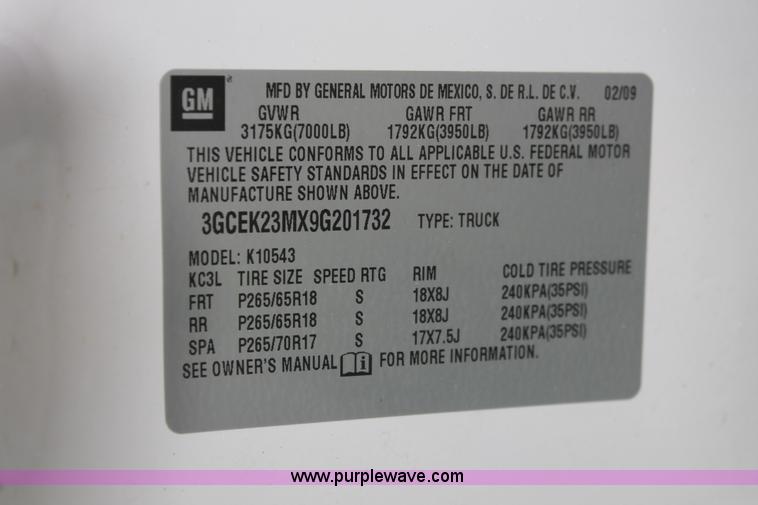 GM ® MFD BY GENERAL MOTORS DE MEXICO, S. DE R.L. DE C.V. 02/09
GVWR GAWR FRT GAWR RR
3175KG(7000LB) 1792KG(3950LB) 1792KG(3950LB)
THIS VEHICLE CONFORMS TO ALL APPLICABLE U.S. FEDERAL MOTOR
VEHICLE SAFETY STANDARDS IN EFFECT ON THE DATE OF
MANUFACTURE SHOWN ABOVE.
3GCEK23MX9G201732 TYPE: TRUCK
MODEL: K10543
KC3L TIRE SIZE SPEED RTG RIM COLD TIRE PRESSURE
FRT P265/65R18 S 18X8J 240KPA(35PSI)
RR P265/65R18 S 18X8J 240KPA(35PSI)
SPA P265/70R17 S 17X7.5J 240KPA(35PSI)
SEE OWNER'S MANUAL i FOR MORE INFORMATION.
www.purplewave.com